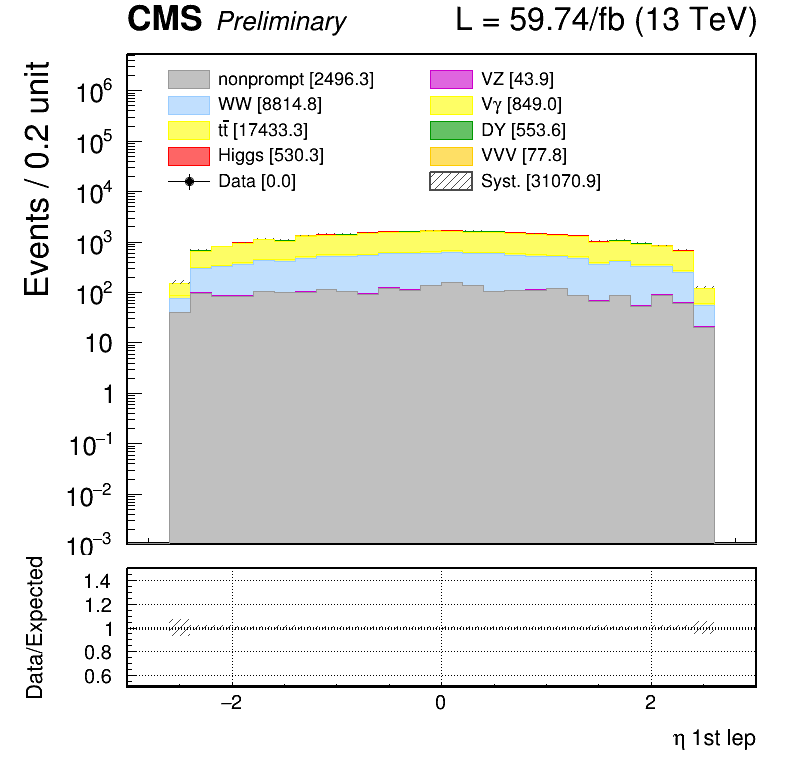 CMS Preliminary L = 59.74/fb (13 TeV)
Events / 0.2 unit
nonprompt [2496.3] VZ [43.9]
WW [8814.8] Vγ [849.0]
tt̄ [17433.3] DY [553.6]
Higgs [530.3] VVV [77.8]
Data [0.0] Syst. [31070.9]
10⁶
10⁵
10⁴
10³
10²
10
1
10⁻¹
10⁻²
10⁻³
Data/Expected
1.4
1.2
1
0.8
0.6
−2 0 2
η 1st lep